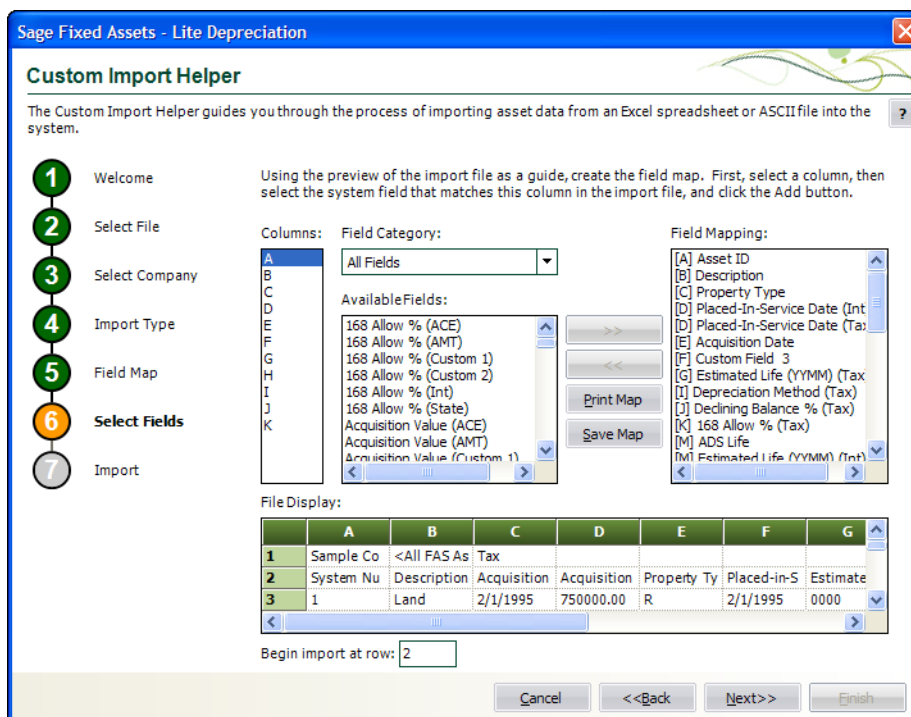 Sage Fixed Assets - Lite Depreciation
Custom Import Helper
The Custom Import Helper guides you through the process of importing asset data from an Excel spreadsheet or ASCII file into the
system.
?
1 Welcome
2 Select File
3 Select Company
4 Import Type
5 Field Map
6 Select Fields
7 Import
Using the preview of the import file as a guide, create the field map. First, select a column, then
select the system field that matches this column in the import file, and click the Add button.
Columns:
A
B
C
D
E
F
G
H
I
J
K
Field Category:
All Fields
Available Fields:
168 Allow % (ACE)
168 Allow % (AMT)
168 Allow % (Custom 1)
168 Allow % (Custom 2)
168 Allow % (Int)
168 Allow % (State)
Acquisition Value (ACE)
Acquisition Value (AMT)
Acquisition Value (Custom 1)
>>
<<
Print Map
Save Map
Field Mapping:
[A] Asset ID
[B] Description
[C] Property Type
[D] Placed-In-Service Date (Int
[D] Placed-In-Service Date (Tax
[E] Acquisition Date
[F] Custom Field 3
[G] Estimated Life (YYMM) (Tax
[I] Depreciation Method (Tax)
[J] Declining Balance % (Tax)
[K] 168 Allow % (Tax)
[M] ADS Life
[M] Estimated Life (YYMM) (Int)
File Display:
A B C D E F G
1 Sample Co <All FAS As Tax
2 System Nu Description Acquisition Acquisition Property Ty Placed-in-S Estimate
3 1 Land 2/1/1995 750000.00 R 2/1/1995 0000
Begin import at row: 2
Cancel <<Back Next>> Finish